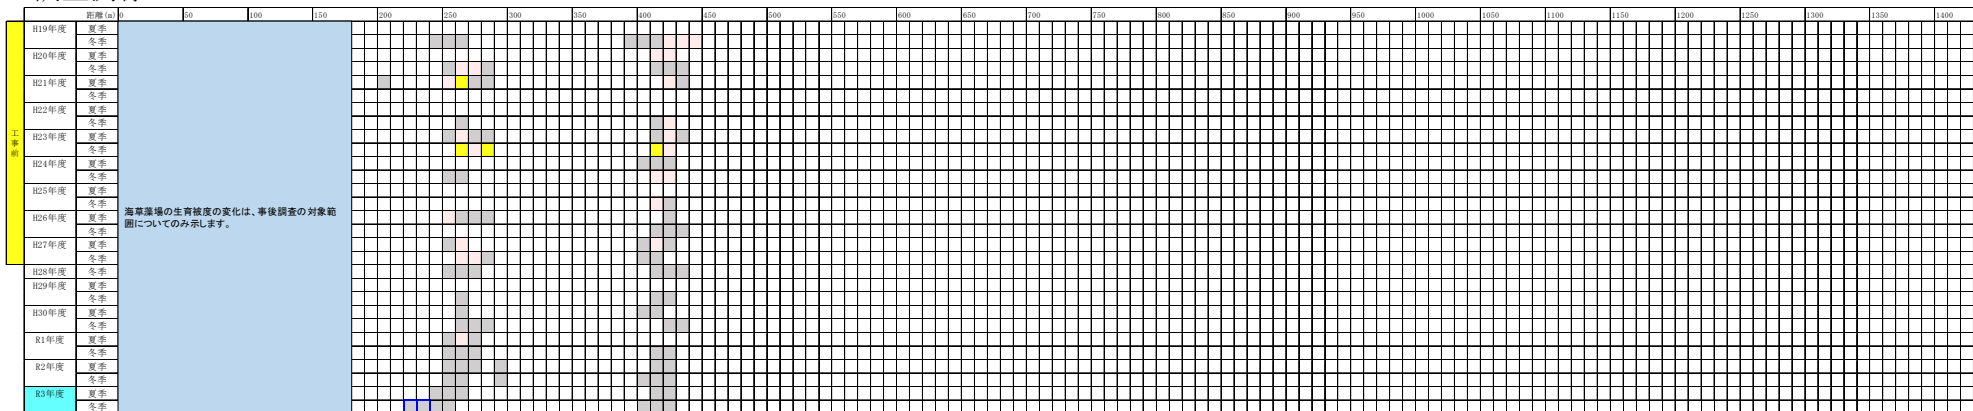 距離(m) 0 50 100 150 200 250 300 350 400 450 500 550 600 650 700 750 800 850 900 950 1000 1050 1100 1150 1200 1250 1300 1350 1400
H19年度 夏季
冬季
H20年度 夏季
冬季
H21年度 夏季
冬季
H22年度 夏季
冬季
工事前
H23年度 夏季
冬季
H24年度 夏季
冬季
H25年度 夏季
冬季
海草藻場の生育被度の変化は、事後調査の対象範
囲についてのみ示します。
H26年度 夏季
冬季
H27年度 夏季
冬季
H28年度 冬季
H29年度 夏季
冬季
H30年度 夏季
冬季
R1年度 夏季
冬季
R2年度 夏季
冬季
R3年度 夏季
冬季